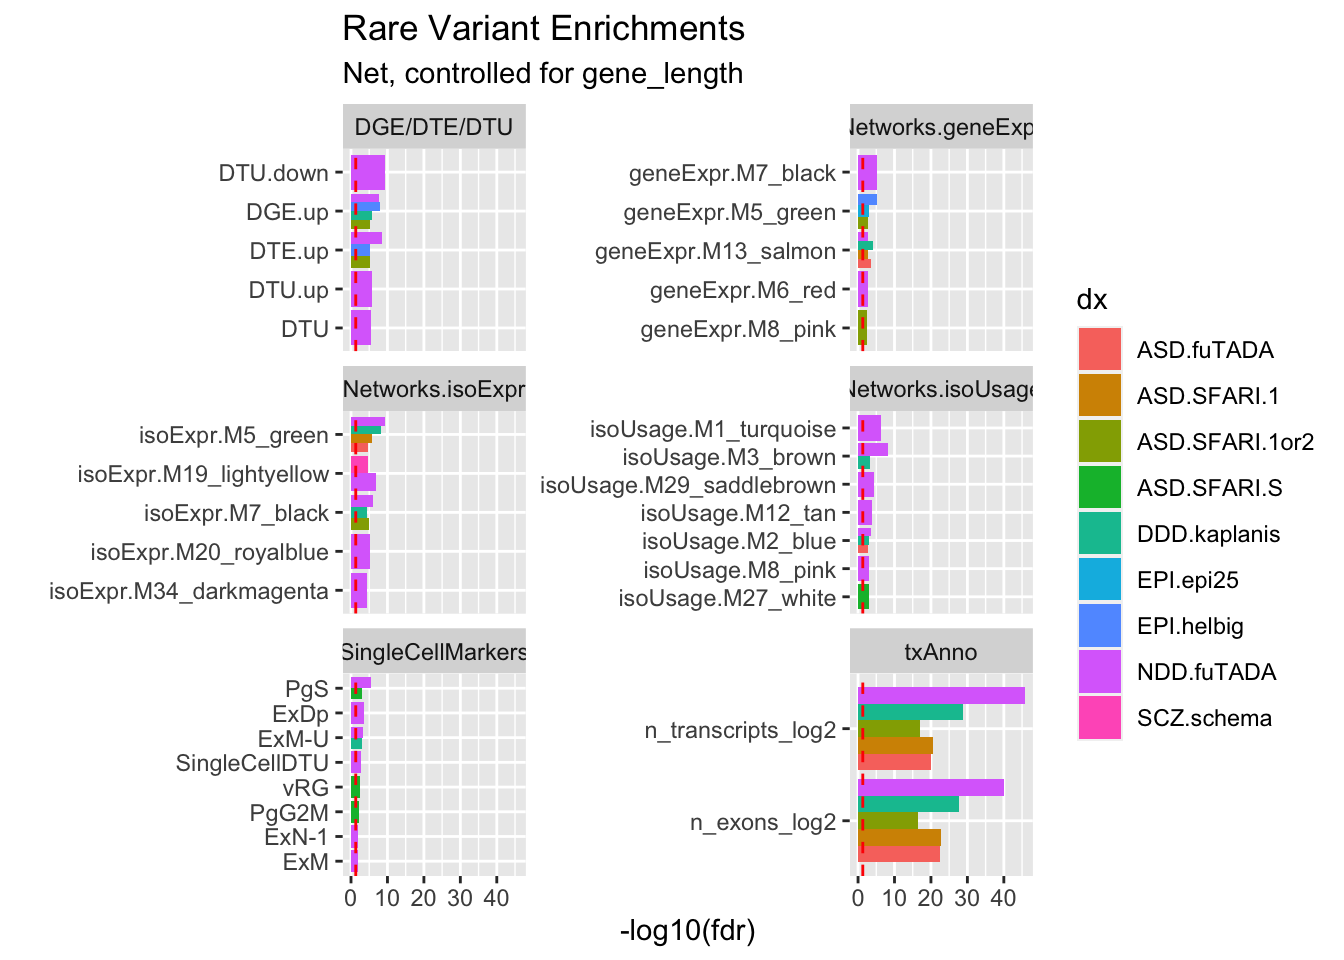 Rare Variant Enrichments
Net, controlled for gene_length
DGE/DTE/DTU
DTU.down
DGE.up
DTE.up
DTU.up
DTU
Networks.geneExp
geneExpr.M7_black
geneExpr.M5_green
geneExpr.M13_salmon
geneExpr.M6_red
geneExpr.M8_pink
Networks.isoExpr
isoExpr.M5_green
isoExpr.M19_lightyellow
isoExpr.M7_black
isoExpr.M20_royalblue
isoExpr.M34_darkmagenta
Networks.isoUsage
isoUsage.M1_turquoise
isoUsage.M3_brown
isoUsage.M29_saddlebrown
isoUsage.M12_tan
isoUsage.M2_blue
isoUsage.M8_pink
isoUsage.M27_white
SingleCellMarkers
PgS
ExDp
ExM-U
SingleCellDTU
vRG
PgG2M
ExN-1
ExM
0 10 20 30 40
txAnno
n_transcripts_log2
n_exons_log2
0 10 20 30 40
-log10(fdr)
dx
ASD.fuTADA
ASD.SFARI.1
ASD.SFARI.1or2
ASD.SFARI.S
DDD.kaplanis
EPI.epi25
EPI.helbig
NDD.fuTADA
SCZ.schema